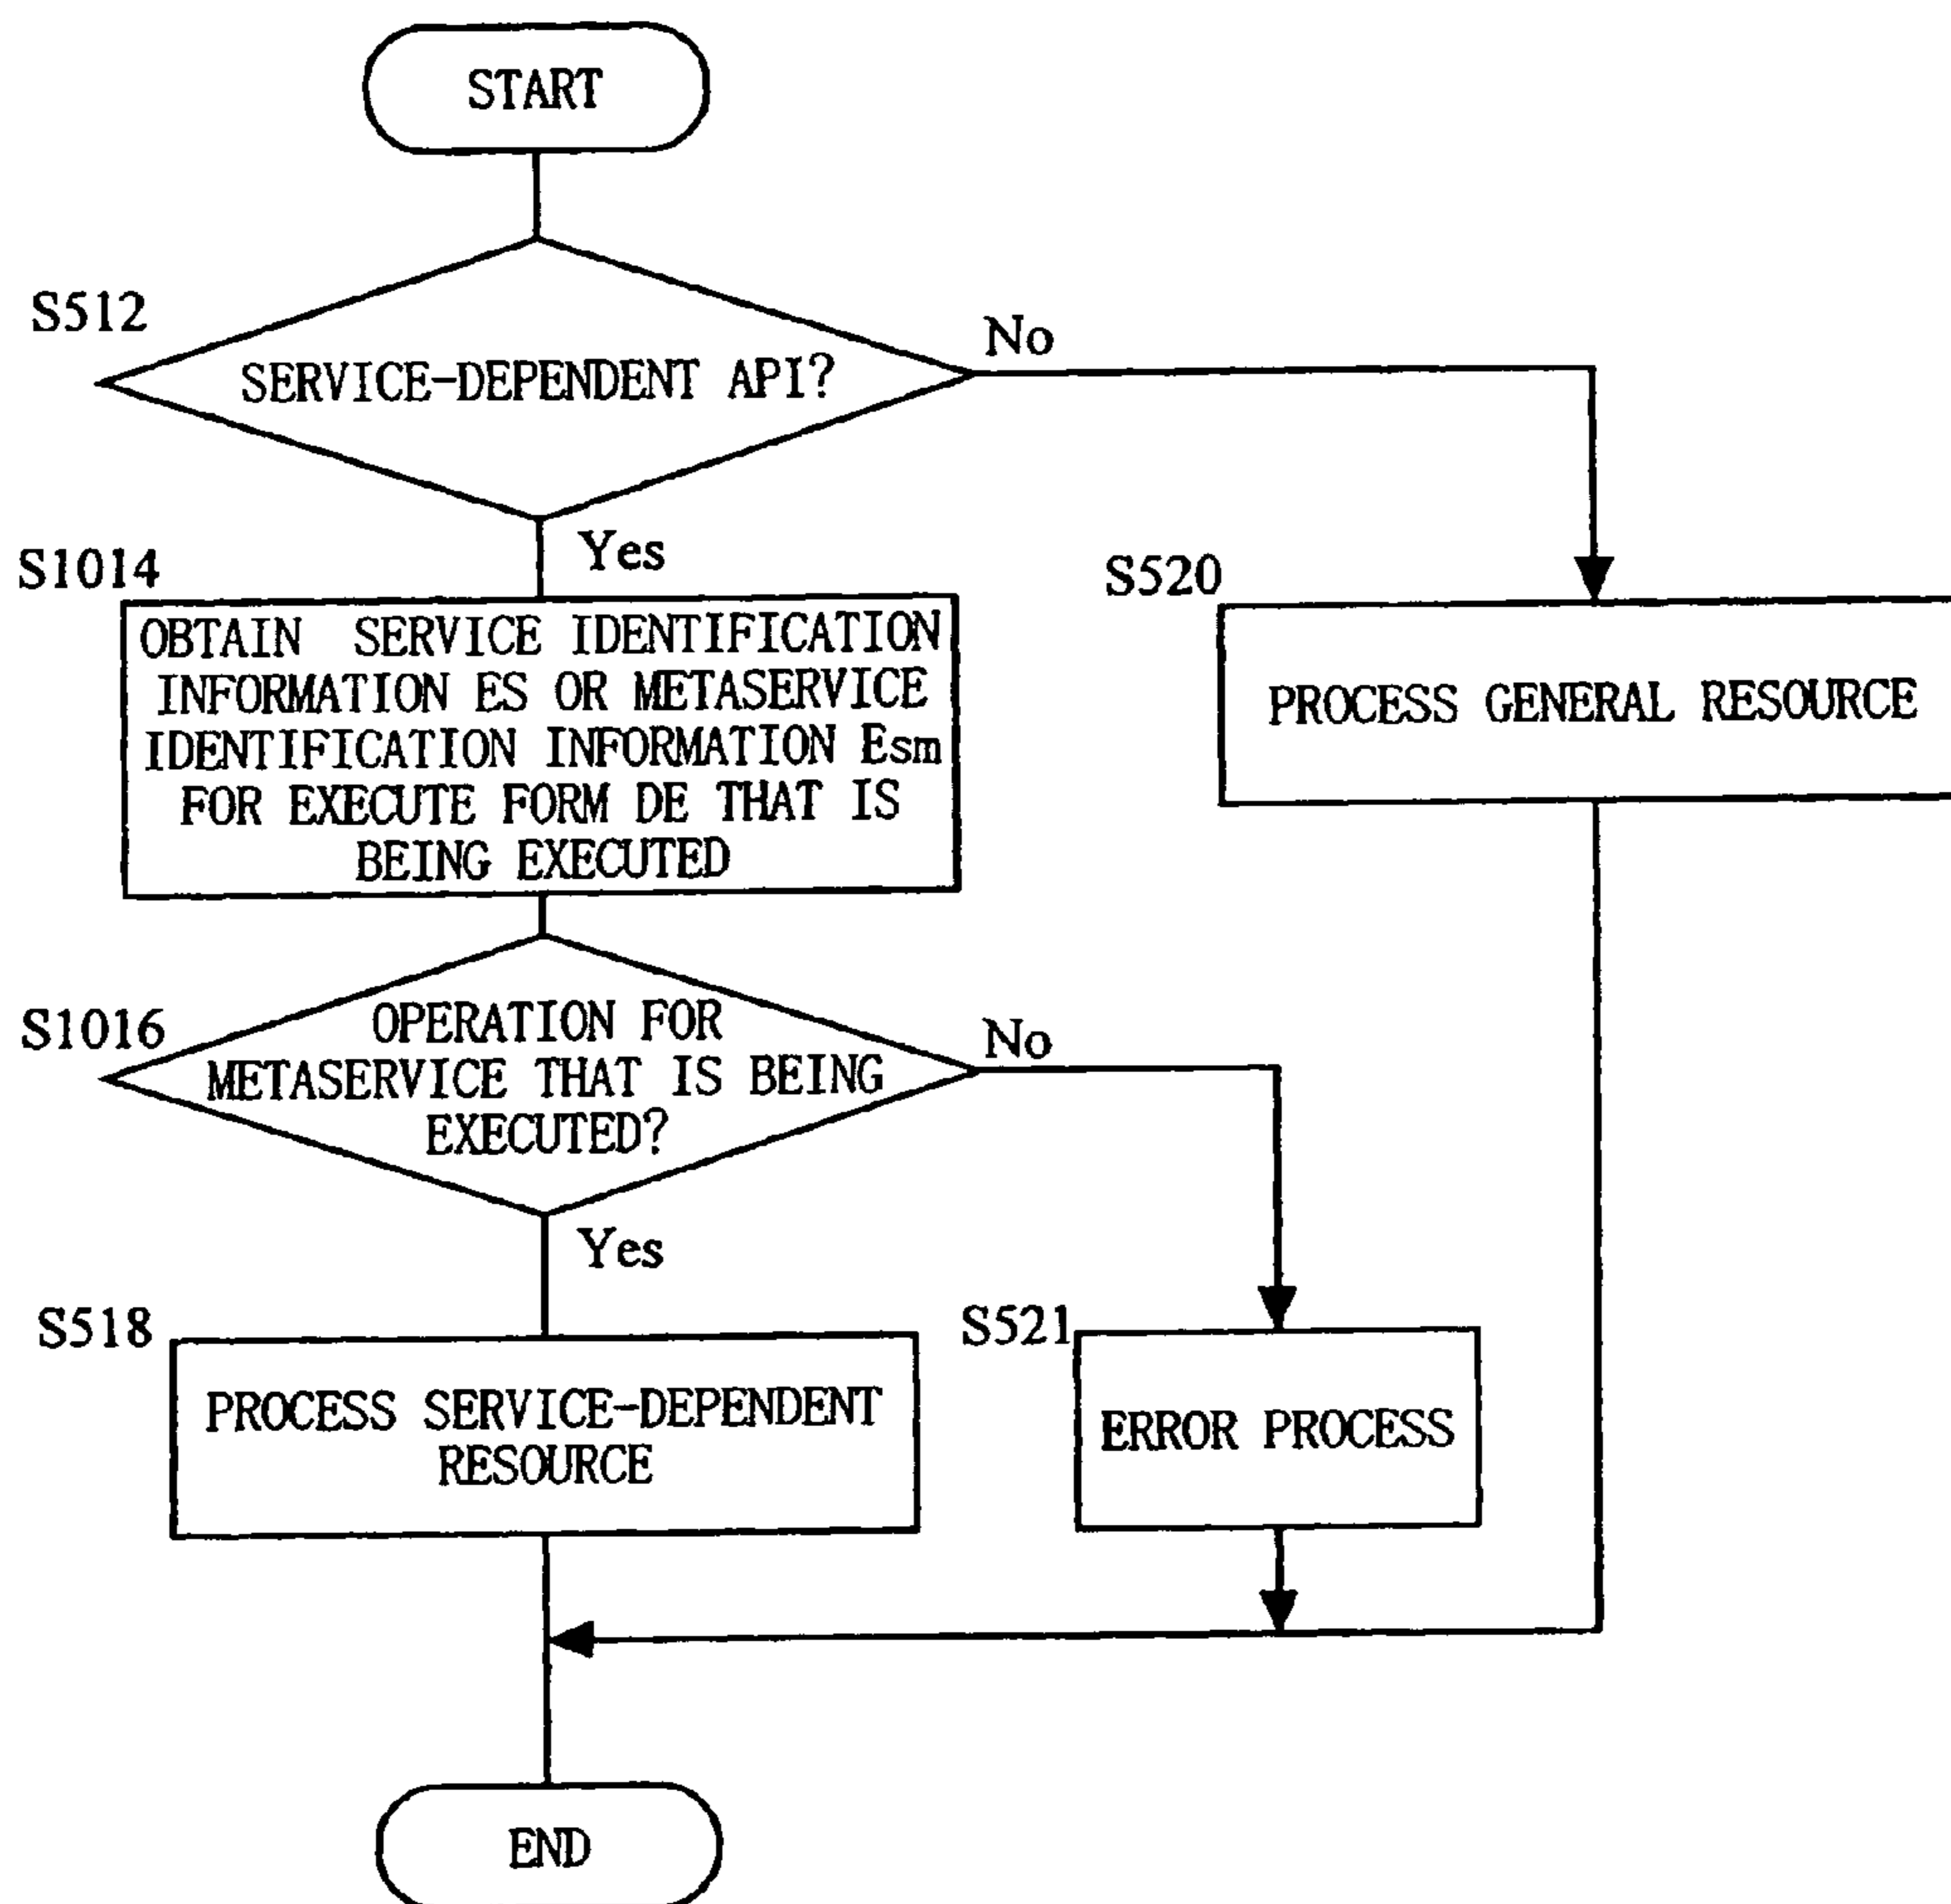 START
S512
SERVICE-DEPENDENT API?
No
Yes
S1014
OBTAIN SERVICE IDENTIFICATION
INFORMATION ES OR METASERVICE
IDENTIFICATION INFORMATION Esm
FOR EXECUTE FORM DE THAT IS
BEING EXECUTED
S520
PROCESS GENERAL RESOURCE
S1016
OPERATION FOR
METASERVICE THAT IS BEING
EXECUTED?
No
Yes
S518
PROCESS SERVICE-DEPENDENT
RESOURCE
S521
ERROR PROCESS
END